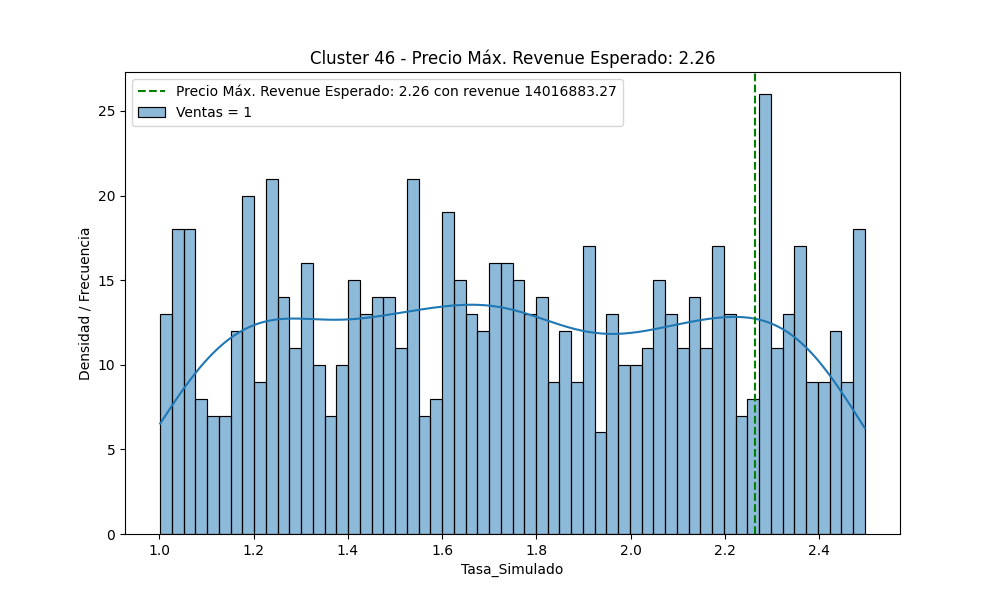 Cluster 46 - Precio Máx. Revenue Esperado: 2.26
Precio Máx. Revenue Esperado: 2.26 con revenue 14016883.27
Ventas = 1
Densidad / Frecuencia
25
20
15
10
5
0
1.0 1.2 1.4 1.6 1.8 2.0 2.2 2.4
Tasa_Simulado